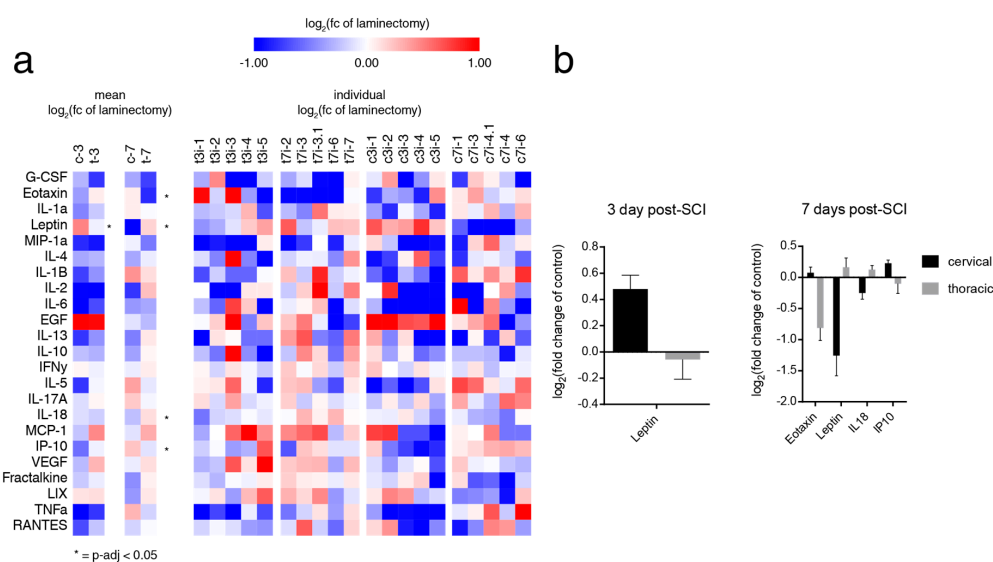 log2(fc of laminectomy)
-1.00 0.00 1.00
a
mean
log2(fc of laminectomy)
individual
log2(fc of laminectomy)
c-3 t-3 c-7 t-7 t3i-1 t3i-2 t3i-3 t3i-4 t3i-5 t7i-2 t7i-3 t7i-3.1 t7i-6 t7i-7 c3i-1 c3i-2 c3i-3 c3i-4 c3i-5 c7i-1 c7i-3 c7i-4.1 c7i-4 c7i-6
G-CSF
Eotaxin *
IL-1a
Leptin * *
MIP-1a
IL-4
IL-1B
IL-2
IL-6
EGF
IL-13
IL-10
IFNy
IL-5
IL-17A
IL-18 *
MCP-1
IP-10 *
VEGF
Fractalkine
LIX
TNFa
RANTES
* = p-adj < 0.05
b
3 day post-SCI
log2(fold change of control)
0.8
0.6
0.4
0.2
0.0
-0.2
-0.4
Leptin
7 days post-SCI
log2(fold change of control)
0.5
0.0
-0.5
-1.0
-1.5
-2.0
Eotaxin Leptin IL18 IP10
cervical
thoracic